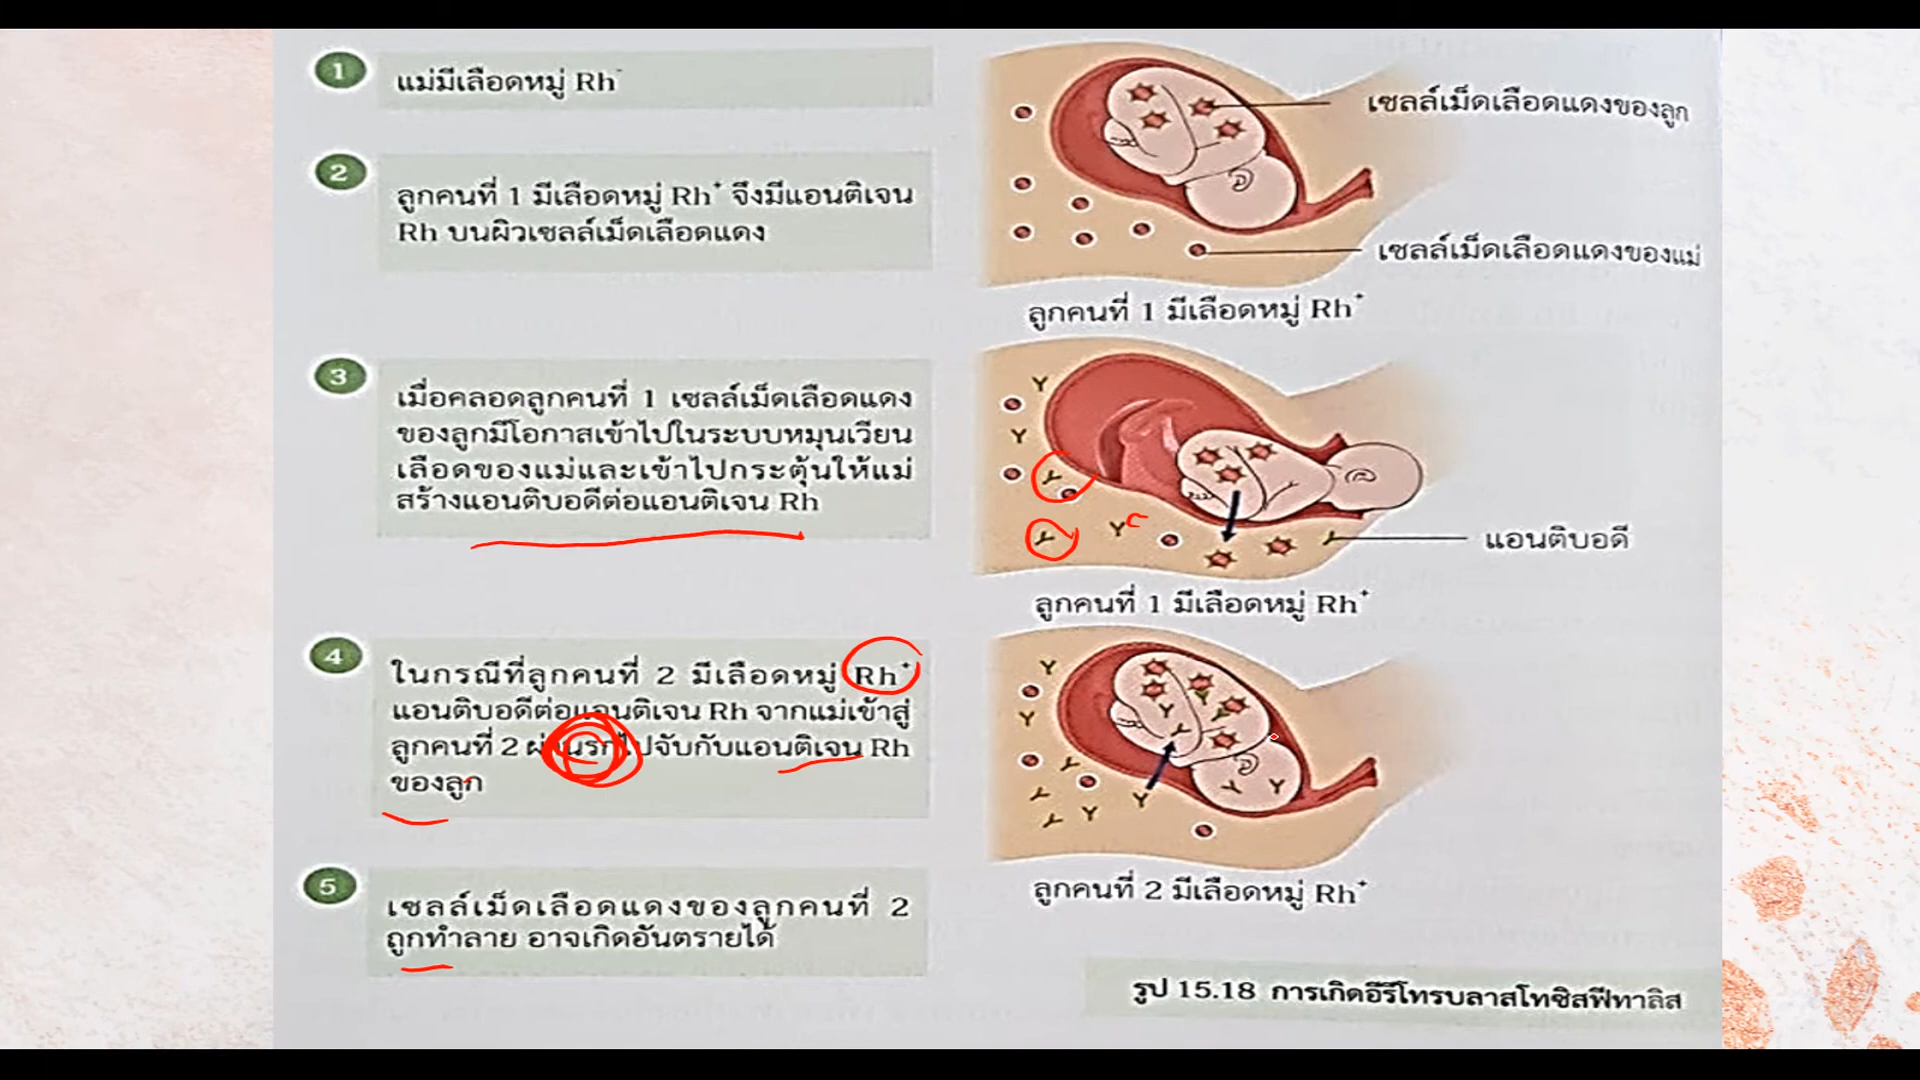 1
แม่มีเลือดหมู่ Rh⁻
2
ลูกคนที่ 1 มีเลือดหมู่ Rh⁺ จึงมีแอนติเจน
Rh บนผิวเซลล์เม็ดเลือดแดง
เซลล์เม็ดเลือดแดงของลูก
เซลล์เม็ดเลือดแดงของแม่
ลูกคนที่ 1 มีเลือดหมู่ Rh⁺
3
เมื่อคลอดลูกคนที่ 1 เซลล์เม็ดเลือดแดง
ของลูกมีโอกาสเข้าไปในระบบหมุนเวียน
เลือดของแม่และเข้าไปกระตุ้นให้แม่
สร้างแอนติบอดีต่อแอนติเจน Rh
แอนติบอดี
ลูกคนที่ 1 มีเลือดหมู่ Rh⁺
4
ในกรณีที่ลูกคนที่ 2 มีเลือดหมู่ Rh⁺
แอนติบอดีต่อแอนติเจน Rh จากแม่เข้าสู่
ลูกคนที่ 2 ผ่านรกไปจับกับแอนติเจน Rh
ของลูก
ลูกคนที่ 2 มีเลือดหมู่ Rh⁺
5
เซลล์เม็ดเลือดแดงของลูกคนที่ 2
ถูกทำลาย อาจเกิดอันตรายได้
รูป 15.18 การเกิดอีรีโทรบลาสโทซิสฟีทาลิส